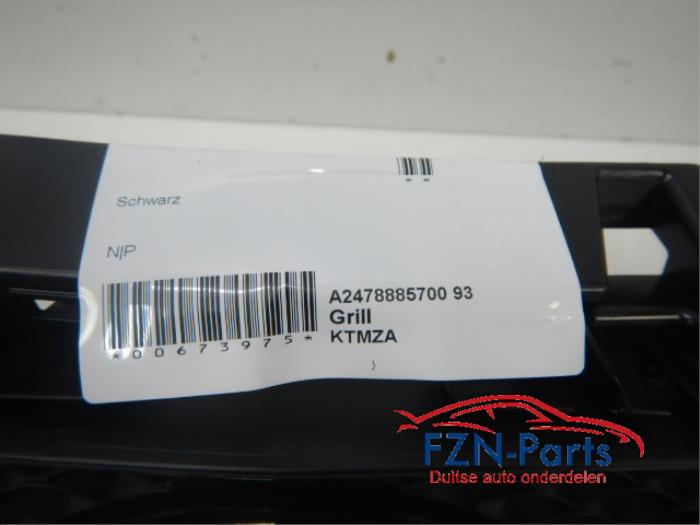 * *
Schwarz
N|P
*00673975*
A2478885700 93
Grill
KTMZA
FZN-Parts
Duitse auto onderdelen